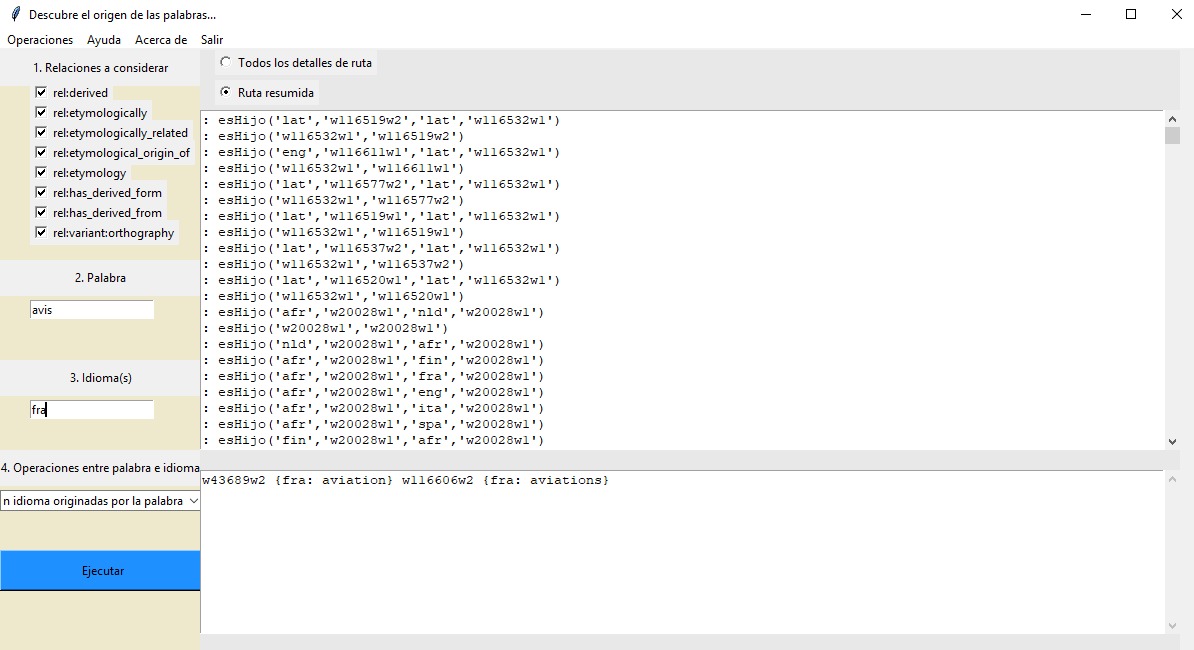 Descubre el origen de las palabras...
Operaciones Ayuda Acerca de Salir
1. Relaciones a considerar
rel:derived
rel:etymologically
rel:etymologically_related
rel:etymological_origin_of
rel:etymology
rel:has_derived_form
rel:has_derived_from
rel:variant:orthography
2. Palabra
avis
3. Idioma(s)
fra
4. Operaciones entre palabra e idioma
n idioma originadas por la palabra
Ejecutar
Todos los detalles de ruta
Ruta resumida
: esHijo('lat','w116519w2','lat','w116532w1')
: esHijo('w116532w1','w116519w2')
: esHijo('eng','w116611w1','lat','w116532w1')
: esHijo('w116532w1','w116611w1')
: esHijo('lat','w116577w2','lat','w116532w1')
: esHijo('w116532w1','w116577w2')
: esHijo('lat','w116519w1','lat','w116532w1')
: esHijo('w116532w1','w116519w1')
: esHijo('lat','w116537w2','lat','w116532w1')
: esHijo('w116532w1','w116537w2')
: esHijo('lat','w116520w1','lat','w116532w1')
: esHijo('w116532w1','w116520w1')
: esHijo('afr','w20028w1','nld','w20028w1')
: esHijo('w20028w1','w20028w1')
: esHijo('nld','w20028w1','afr','w20028w1')
: esHijo('afr','w20028w1','fin','w20028w1')
: esHijo('afr','w20028w1','fra','w20028w1')
: esHijo('afr','w20028w1','eng','w20028w1')
: esHijo('afr','w20028w1','ita','w20028w1')
: esHijo('afr','w20028w1','spa','w20028w1')
: esHijo('fin','w20028w1','afr','w20028w1')
w43689w2 {fra: aviation} w116606w2 {fra: aviations}